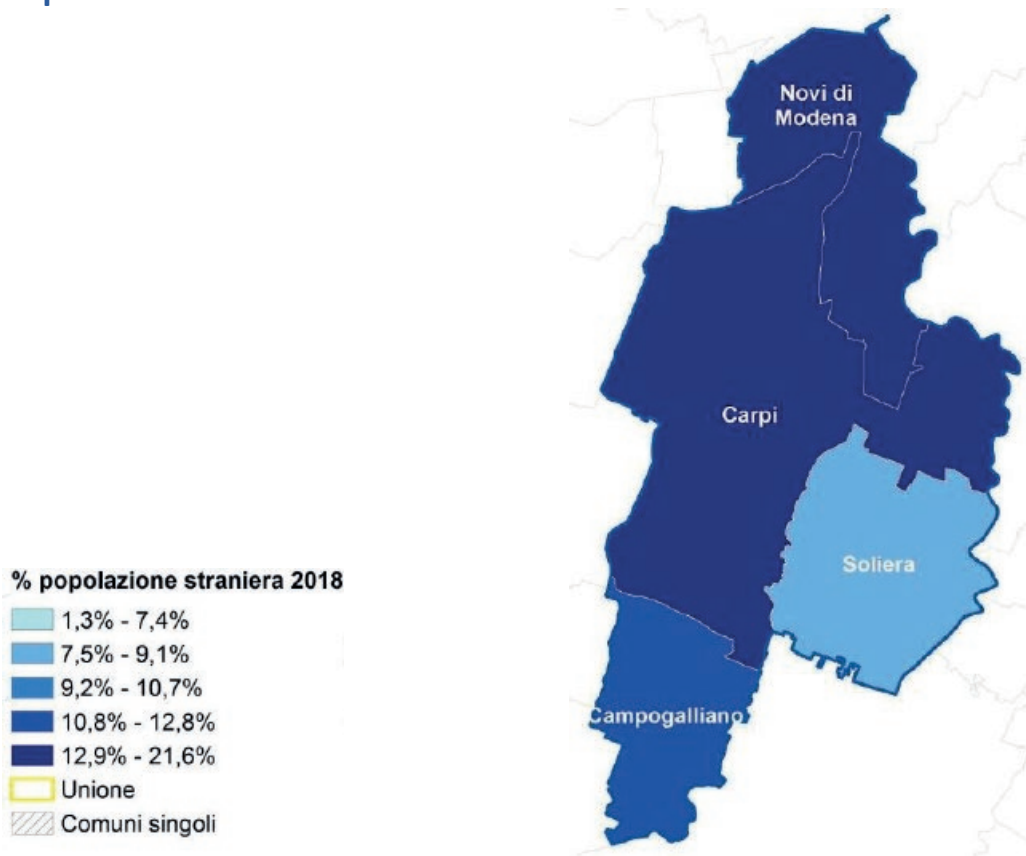 Novi di
Modena
Carpi
Soliera
Campogalliano
% popolazione straniera 2018
1,3% - 7,4%
7,5% - 9,1%
9,2% - 10,7%
10,8% - 12,8%
12,9% - 21,6%
Unione
Comuni singoli